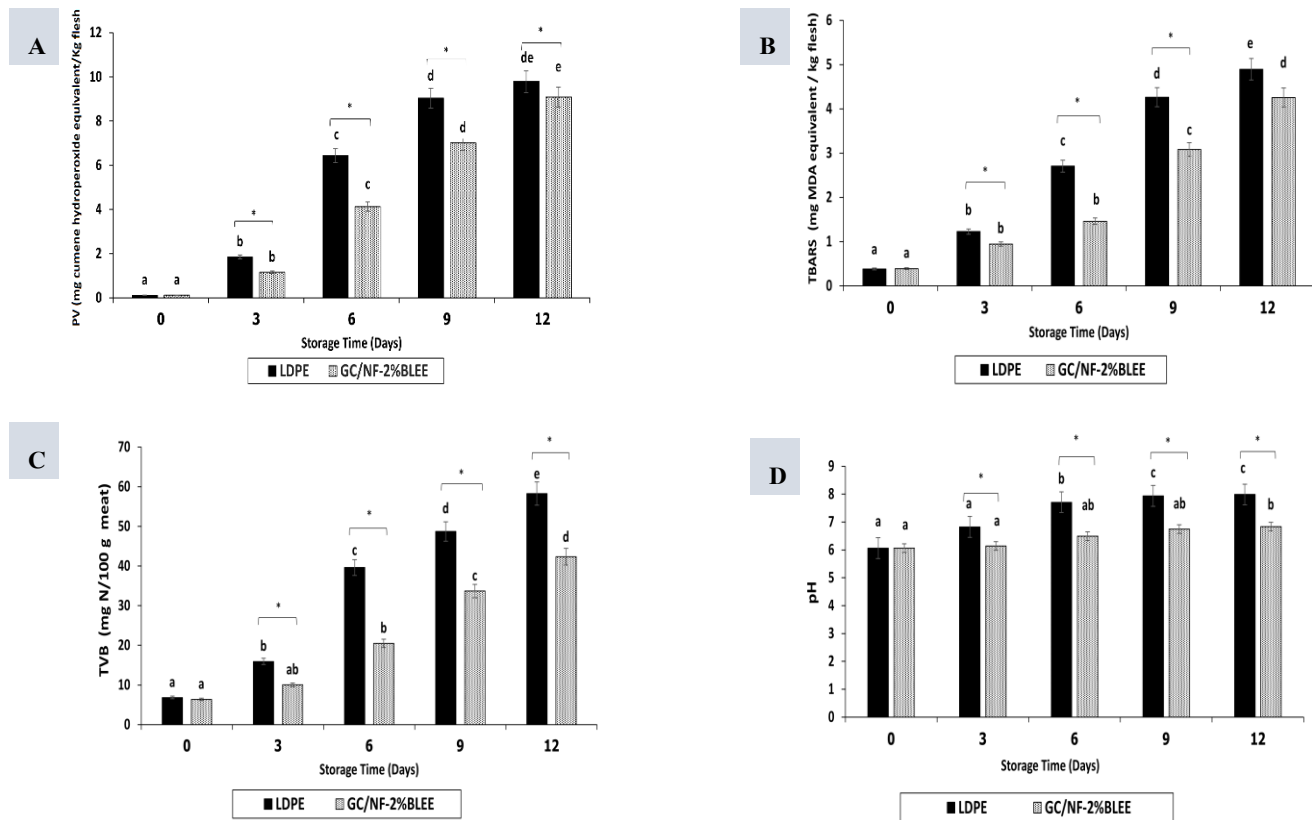 A
PV (mg cumene hydroperoxide equivalent/Kg flesh
12
10
8
6
4
2
0
a a
* b b
* c c
* d d
* de e
0 3 6 9 12
Storage Time (Days)
LDPE GC/NF-2%BLEE
B
TBARS (mg MDA equivalent / kg flesh)
6
5
4
3
2
1
0
a a
* b b
* c b
* d c
e d
0 3 6 9 12
Storage Time (Days)
LDPE GC/NF-2%BLEE
C
TVB (mg N/100 g meat)
70
60
50
40
30
20
10
0
a a
* b ab
* c b
* d c
* e d
0 3 6 9 12
Storage Time (Days)
LDPE GC/NF-2%BLEE
D
pH
9
8
7
6
5
4
3
2
1
0
a a
* a a
* b ab
* c ab
* c b
0 3 6 9 12
Storage Time (Days)
LDPE GC/NF-2%BLEE